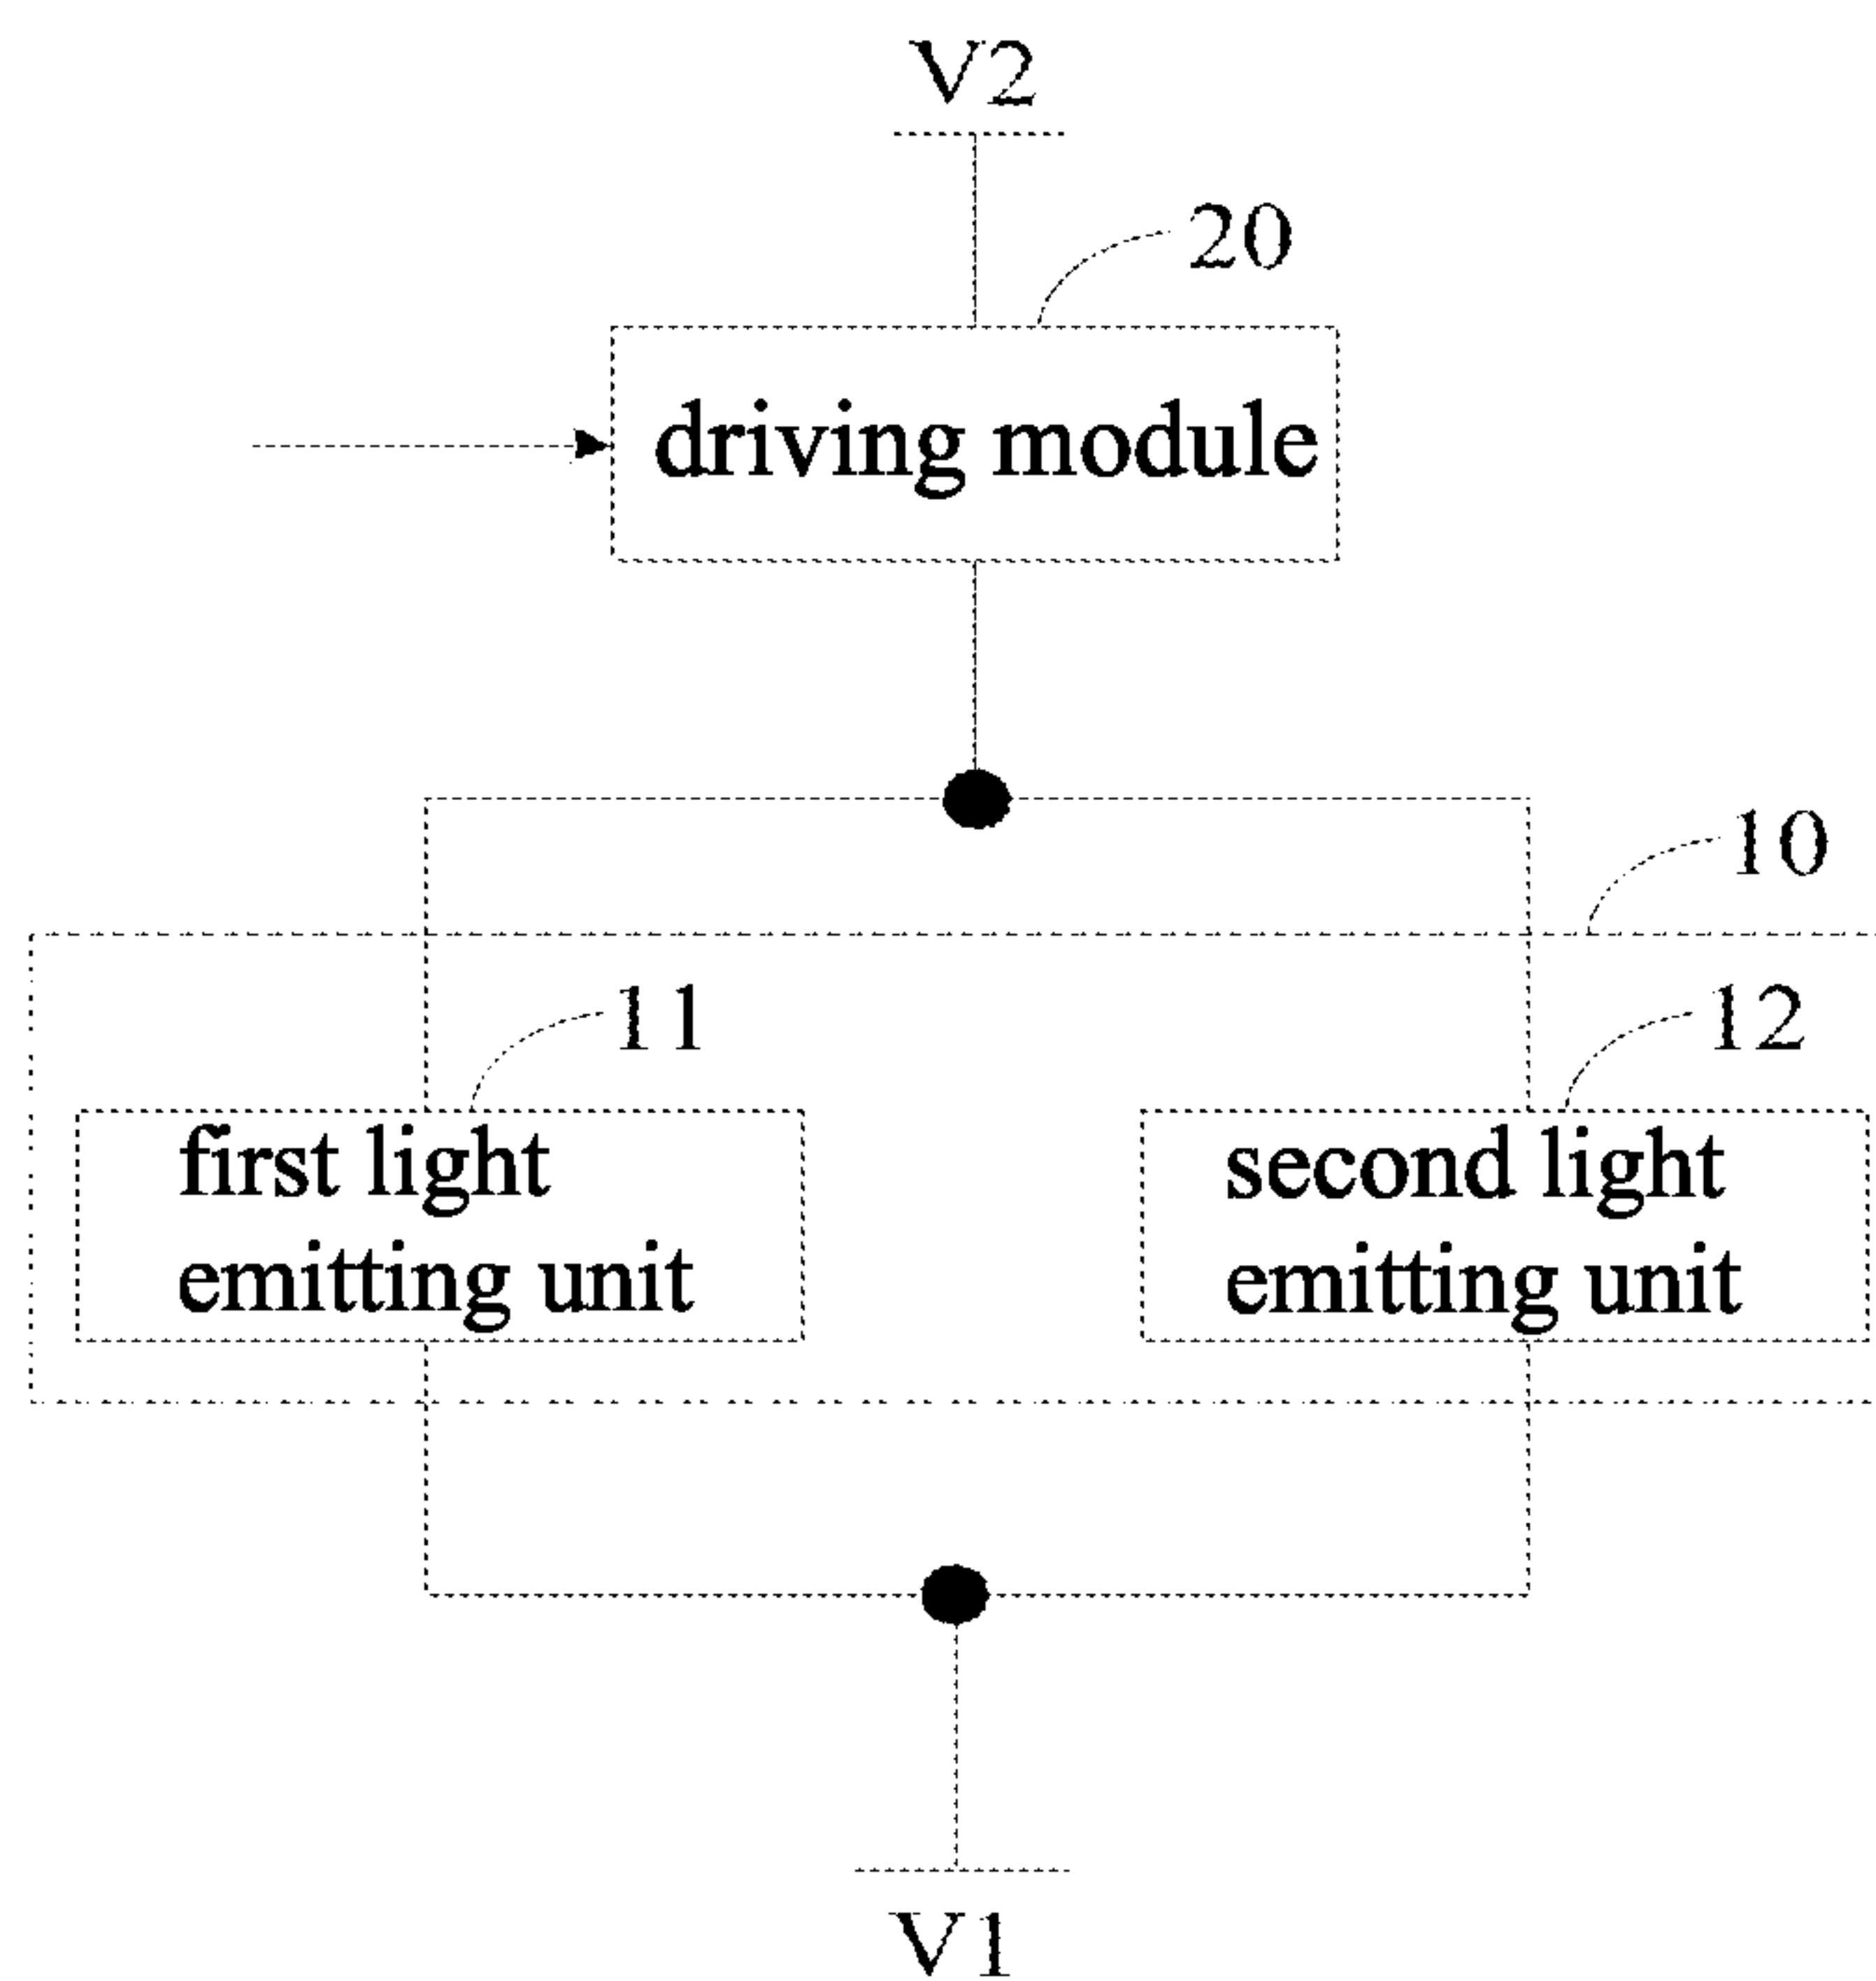 V2
20
driving module
10
11
12
first light
emitting unit
second light
emitting unit
V1